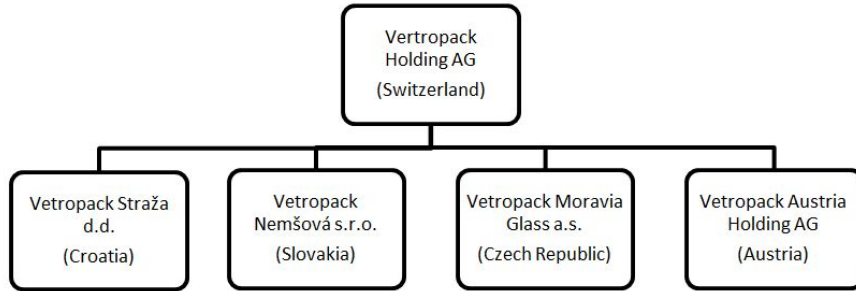 Vertropack
Holding AG
(Switzerland)
Vetropack Straža
d.d.
(Croatia)
Vetropack
Nemšová s.r.o.
(Slovakia)
Vetropack Moravia
Glass a.s.
(Czech Republic)
Vetropack Austria
Holding AG
(Austria)